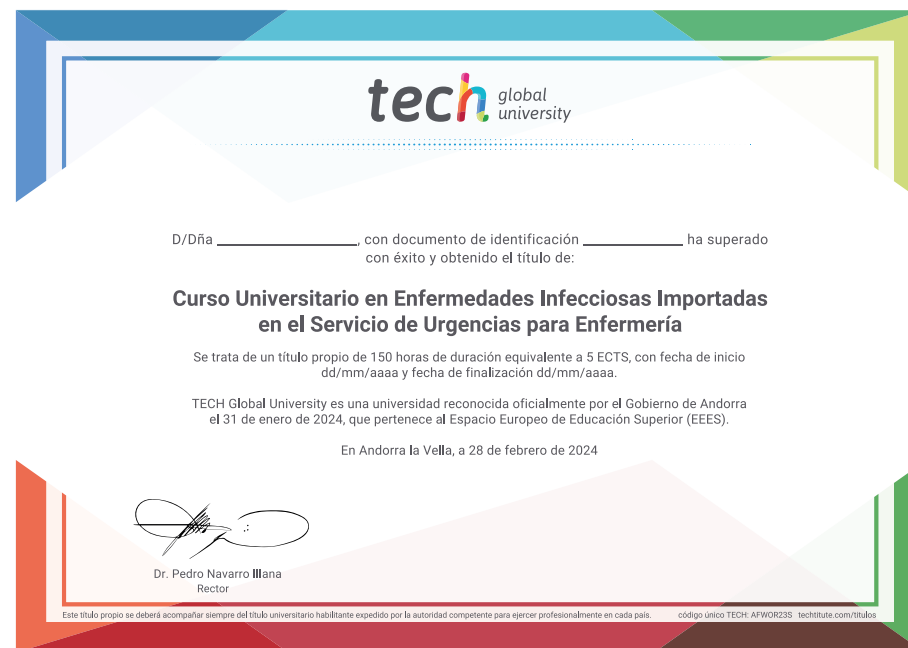 tech global university
D/Dña ______________, con documento de identificación __________ ha superado
con éxito y obtenido el título de:
Curso Universitario en Enfermedades Infecciosas Importadas
en el Servicio de Urgencias para Enfermería
Se trata de un título propio de 150 horas de duración equivalente a 5 ECTS, con fecha de inicio
dd/mm/aaaa y fecha de finalización dd/mm/aaaa.
TECH Global University es una universidad reconocida oficialmente por el Gobierno de Andorra
el 31 de enero de 2024, que pertenece al Espacio Europeo de Educación Superior (EEES).
En Andorra la Vella, a 28 de febrero de 2024
Dr. Pedro Navarro Illana
Rector
Este título propio se deberá acompañar siempre del título universitario habilitante expedido por la autoridad competente para ejercer profesionalmente en cada país. código único TECH: AFWOR23S techtitute.com/titulos